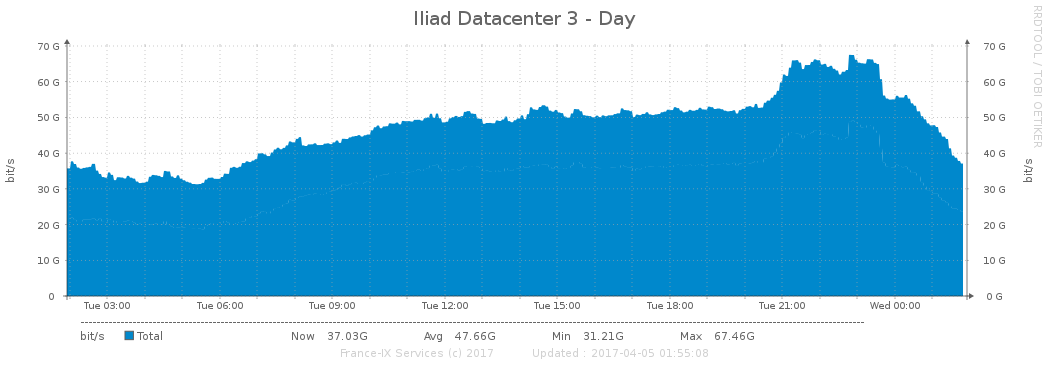 Iliad Datacenter 3 - Day
RRDTOOL / TOBI OETIKER
bit/s
70 G
60 G
50 G
40 G
30 G
20 G
10 G
0
70 G
60 G
50 G
40 G
30 G
20 G
10 G
0 G
bit/s
Tue 03:00 Tue 06:00 Tue 09:00 Tue 12:00 Tue 15:00 Tue 18:00 Tue 21:00 Wed 00:00
bit/s Total Now 37.03G Avg 47.66G Min 31.21G Max 67.46G
France-IX Services (c) 2017 Updated : 2017-04-05 01:55:08